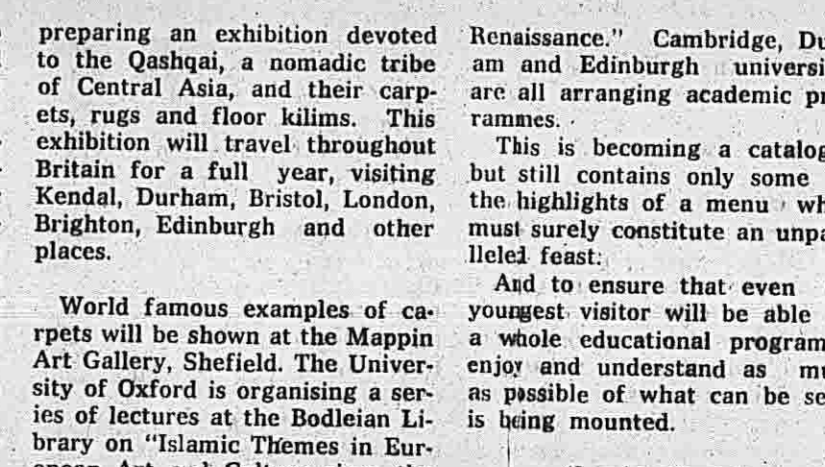 preparing an exhibition devoted
to the Qashqai, a nomadic tribe
of Central Asia, and their carp-
ets, rugs and floor kilims. This
exhibition will travel throughout
Britain for a full year, visiting
Kendal, Durham, Bristol, London,
Brighton, Edinburgh and other
places.
World famous examples of ca-
rpets will be shown at the Mappin
Art Gallery, Shefield. The Univer-
sity of Oxford is organising a ser-
ies of lectures at the Bodleian Li-
brary on "Islamic Themes in Eur-
Renaissance." Cambridge, Du
am and Edinburgh universi
are all arranging academic pr
rammes.
This is becoming a catalog
but still contains only some
the highlights of a menu wh
must surely constitute an unpa
lleled feast:
And to ensure that even
youngest visitor will be able
a whole educational program
enjoy and understand as mu
as possible of what can be se
is being mounted.